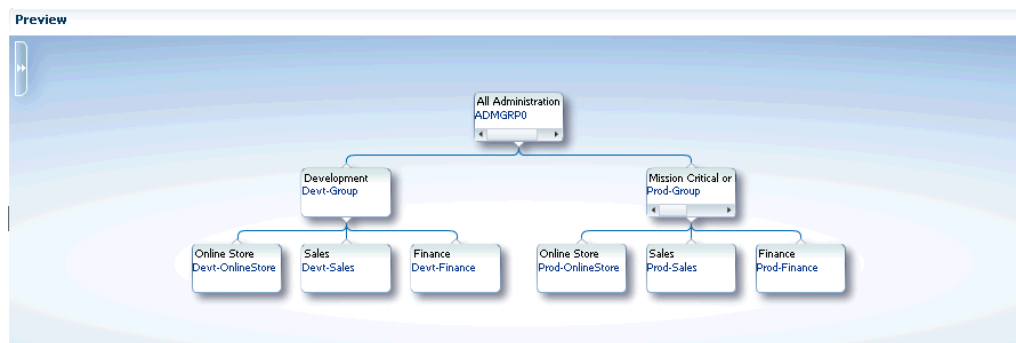 Preview
All Administration
ADMGRP0
Development
Devt-Group
Mission Critical or
Prod-Group
Online Store
Devt-OnlineStore
Sales
Devt-Sales
Finance
Devt-Finance
Online Store
Prod-OnlineStore
Sales
Prod-Sales
Finance
Prod-Finance